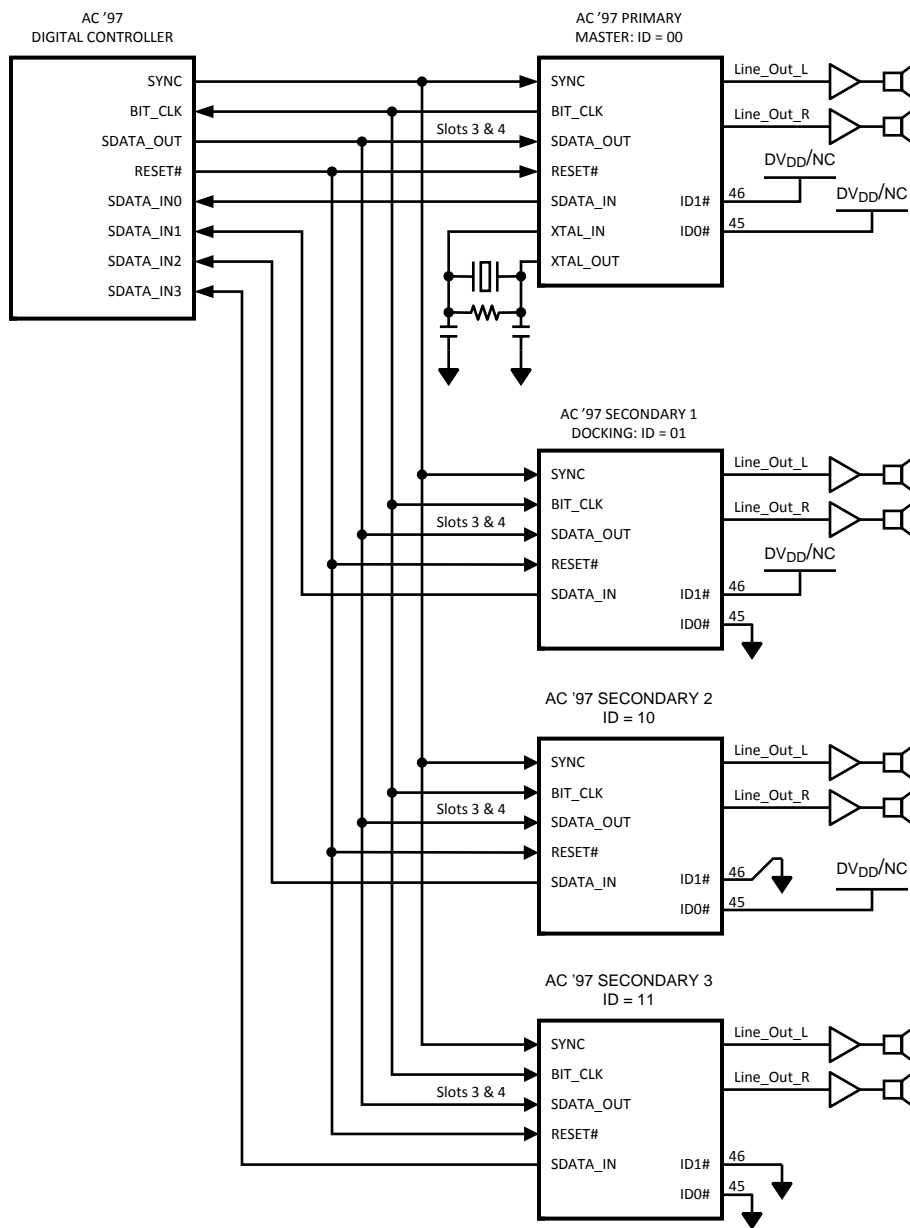 AC ’97
DIGITAL CONTROLLER
SYNC
BIT_CLK
SDATA_OUT
RESET#
SDATA_IN0
SDATA_IN1
SDATA_IN2
SDATA_IN3
AC ’97 PRIMARY
MASTER: ID = 00
Slots 3 & 4
SYNC
BIT_CLK
SDATA_OUT
RESET#
SDATA_IN
XTAL_IN
XTAL_OUT
ID1#
ID0#
46
45
Line_Out_L
Line_Out_R
DVDD/NC
DVDD/NC
AC ’97 SECONDARY 1
DOCKING: ID = 01
Slots 3 & 4
SYNC
BIT_CLK
SDATA_OUT
RESET#
SDATA_IN
ID1#
ID0#
46
45
Line_Out_L
Line_Out_R
DVDD/NC
AC ’97 SECONDARY 2
ID = 10
Slots 3 & 4
SYNC
BIT_CLK
SDATA_OUT
RESET#
SDATA_IN
ID1#
ID0#
46
45
Line_Out_L
Line_Out_R
DVDD/NC
AC ’97 SECONDARY 3
ID = 11
Slots 3 & 4
SYNC
BIT_CLK
SDATA_OUT
RESET#
SDATA_IN
ID1#
ID0#
46
45
Line_Out_L
Line_Out_R